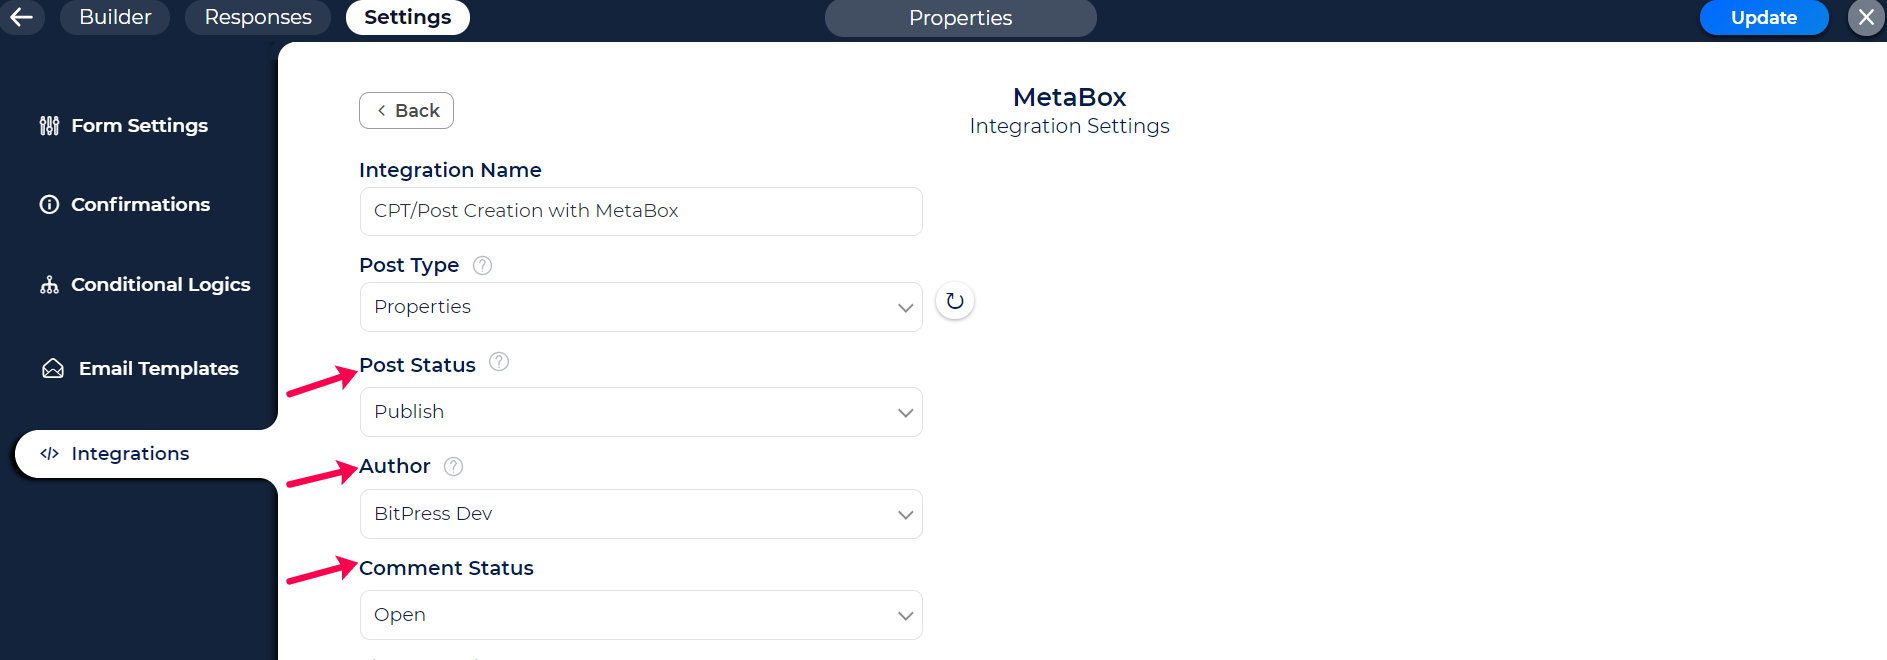 Builder
Responses
Settings
Properties
Update
Form Settings
Confirmations
Conditional Logics
Email Templates
</> Integrations
Back
MetaBox
Integration Settings
Integration Name
CPT/Post Creation with MetaBox
Post Type ?
Properties
Post Status ?
Publish
Author ?
BitPress Dev
Comment Status
Open